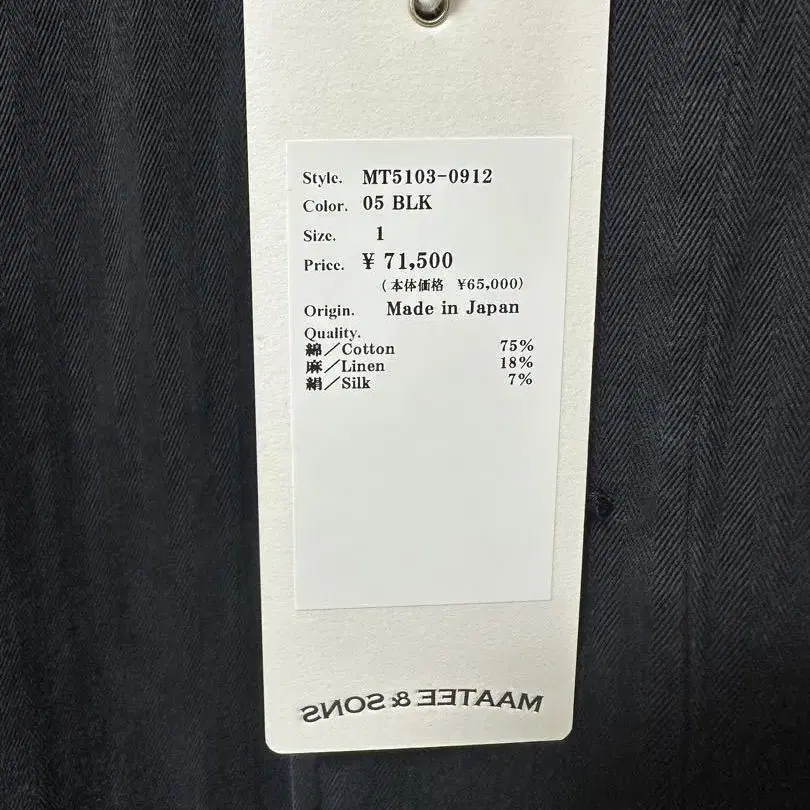 Style. MT5103-0912
Color. 05 BLK
Size. 1
Price. ¥ 71,500
(本体価格 ¥65,000)
Origin. Made in Japan
Quality.
綿／Cotton 75%
麻／Linen 18%
絹／Silk 7%
MAATEE & SONS